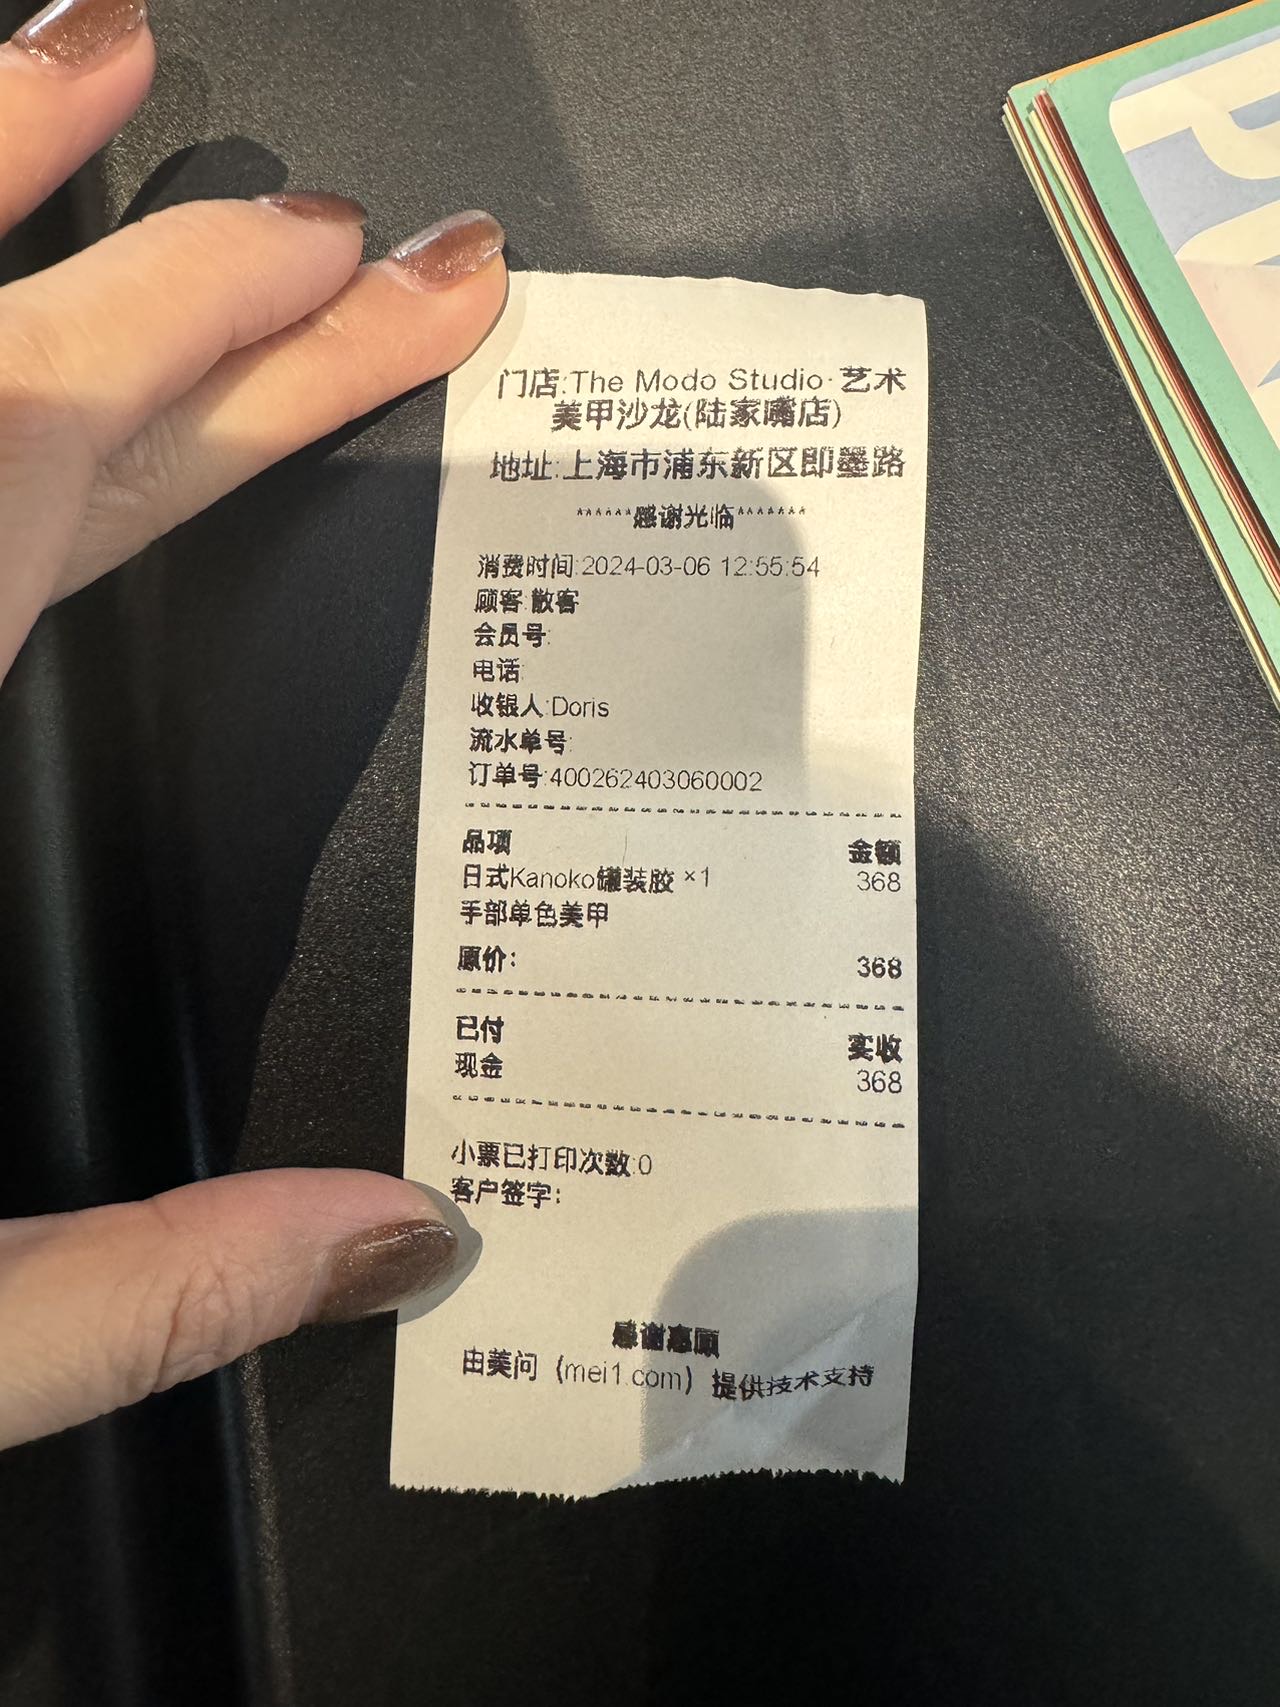 门店:The Modo Studio·艺术
美甲沙龙(陆家嘴店)
地址:上海市浦东新区即墨路
******感谢光临*******
消费时间:2024-03-06 12:55:54
顾客:散客
会员号:
电话:
收银人:Doris
流水单号:
订单号:400262403060002
品项 金额
日式Kanoko罐装胶 ×1 368
手部单色美甲
原价: 368
已付 实收
现金 368
小票已打印次数:0
客户签字:
感谢惠顾
由美问(mei1.com)提供技术支持